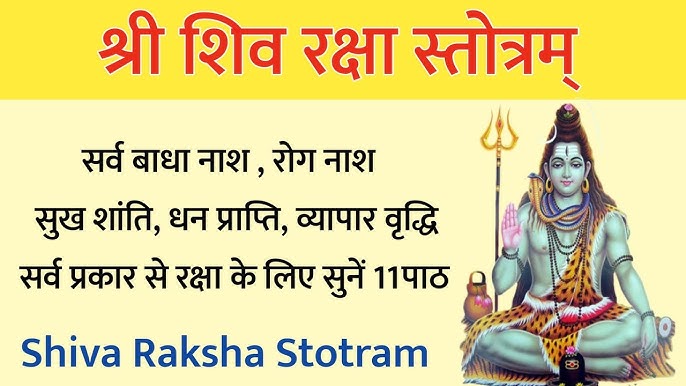 श्री शिव रक्षा स्तोत्रम्
सर्व बाधा नाश , रोग नाश
सुख शांति, धन प्राप्ति, व्यापार वृद्धि
सर्व प्रकार से रक्षा के लिए सुनें 11पाठ
Shiva Raksha Stotram